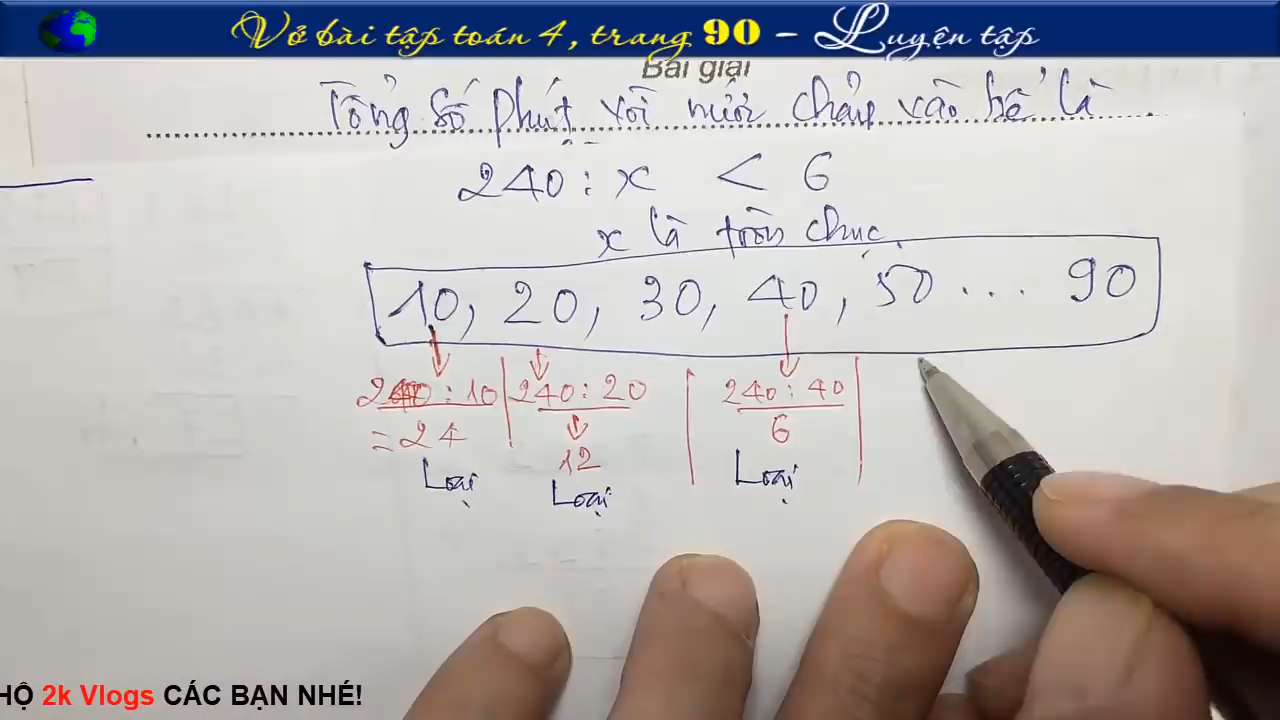 Vở bài tập toán 4, trang 90 – Luyện tập
Bài giải
Tổng số phút vòi nước chảy vào bể là
240 : x < 6
x là tròn chục
10, 20, 30, 40, 50 ... 90
240 : 10 240 : 20 240 : 40
= 24 12 6
Loại Loại Loại
HỘ 2k Vlogs CÁC BẠN NHÉ!